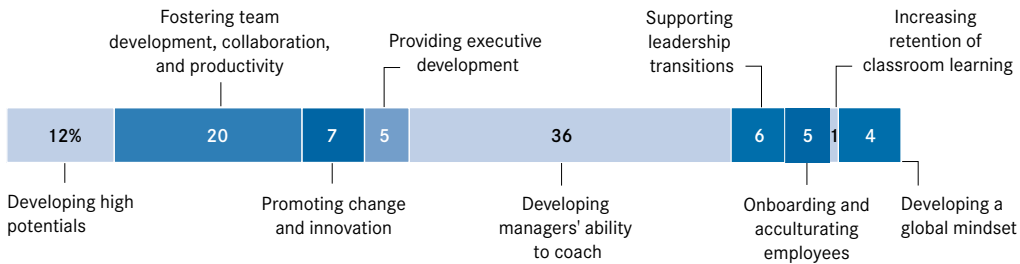 Fostering team
development, collaboration,
and productivity
Providing executive
development
Supporting
leadership
transitions
Increasing
retention of
classroom learning
12%
20
7
5
36
6
5
1
4
Developing high
potentials
Promoting change
and innovation
Developing
managers' ability
to coach
Onboarding and
acculturating
employees
Developing a
global mindset